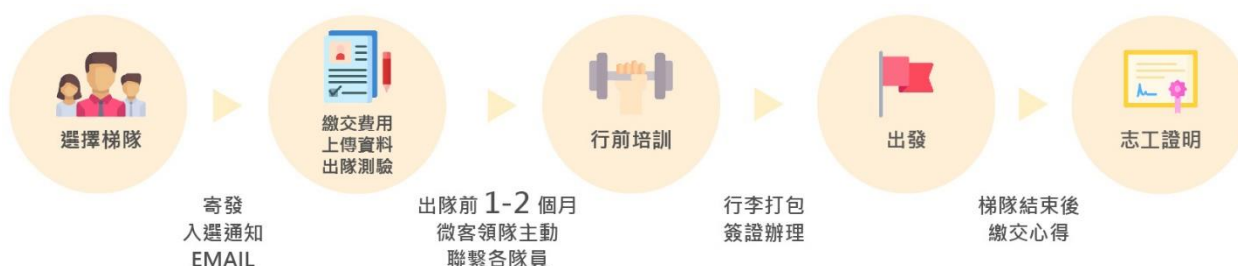 選擇梯隊
寄發
入選通知
EMAIL
繳交費用
上傳資料
出隊測驗
出隊前 1-2 個月
微客領隊主動
聯繫各隊員
行前培訓
行李打包
簽證辦理
出發
梯隊結束後
繳交心得
志工證明